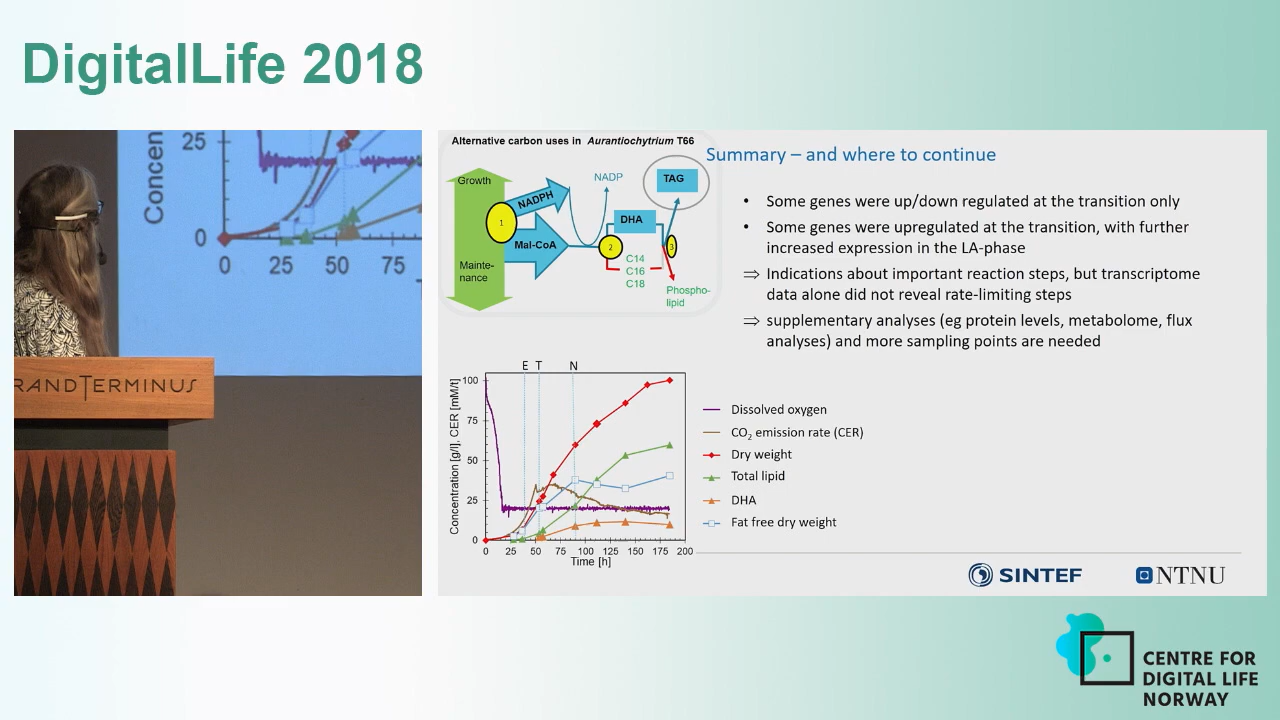 DigitalLife 2018
Concen
25
0
0 25 50 75
RANDTERMINUS
Alternative carbon uses in Aurantiochytrium T66
Growth
NADPH
NADP
TAG
1
DHA
Mal-CoA
2
3
Mainte-
nance
C14
C16
C18
Phospho-
lipid
Summary – and where to continue
• Some genes were up/down regulated at the transition only
• Some genes were upregulated at the transition, with further
increased expression in the LA-phase
⇒ Indications about important reaction steps, but transcriptome
data alone did not reveal rate-limiting steps
⇒ supplementary analyses (eg protein levels, metabolome, flux
analyses) and more sampling points are needed
E T N
Concentration [g/l], CER [mM/t]
100
75
50
25
0
0 25 50 75 100 125 150 175 200
Time [h]
Dissolved oxygen
CO2 emission rate (CER)
Dry weight
Total lipid
DHA
Fat free dry weight
SINTEF
NTNU
CENTRE FOR
DIGITAL LIFE
NORWAY